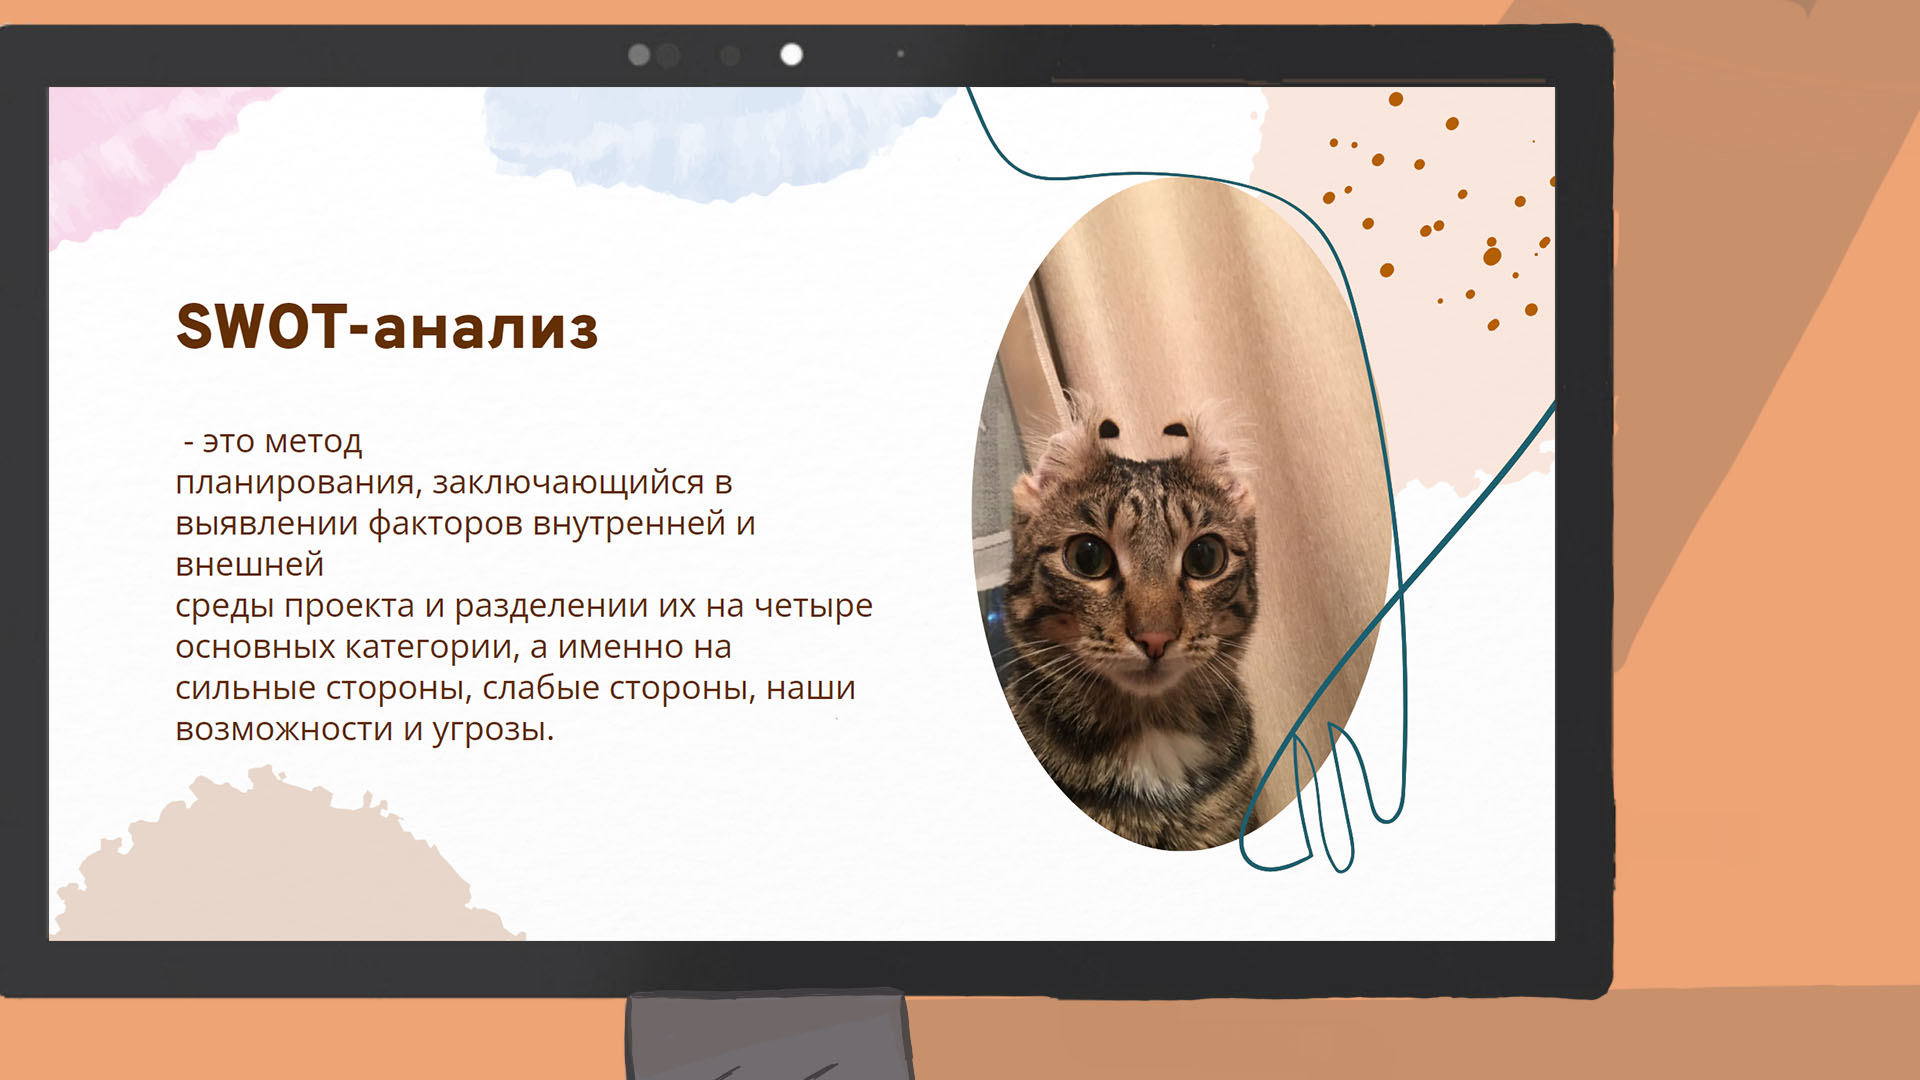 SWOT-анализ
- это метод
планирования, заключающийся в
выявлении факторов внутренней и
внешней
среды проекта и разделении их на четыре
основных категории, а именно на
сильные стороны, слабые стороны, наши
возможности и угрозы.